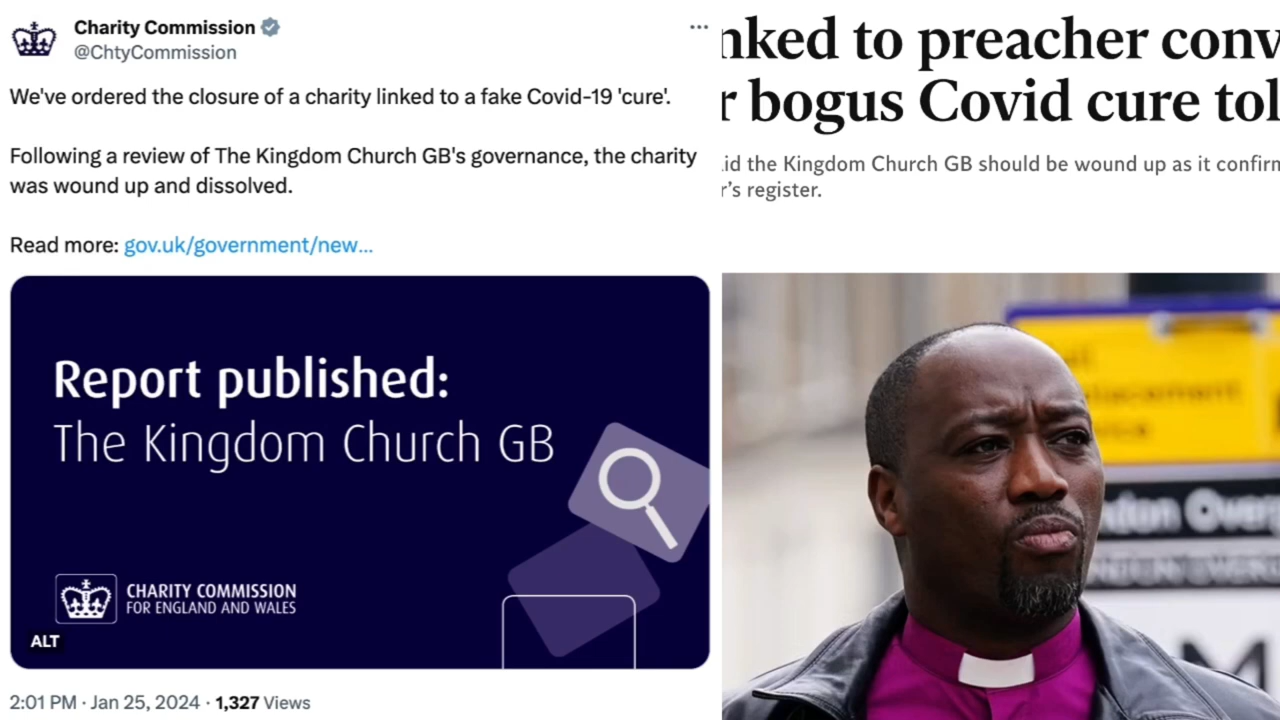 Charity Commission
@ChtyCommission
We've ordered the closure of a charity linked to a fake Covid-19 'cure'.
Following a review of The Kingdom Church GB's governance, the charity
was wound up and dissolved.
Read more: gov.uk/government/new...
Report published:
The Kingdom Church GB
CHARITY COMMISSION
FOR ENGLAND AND WALES
ALT
2:01 PM · Jan 25, 2024 · 1,327 Views
nked to preacher conv
r bogus Covid cure tol
id the Kingdom Church GB should be wound up as it confirm
r's register.